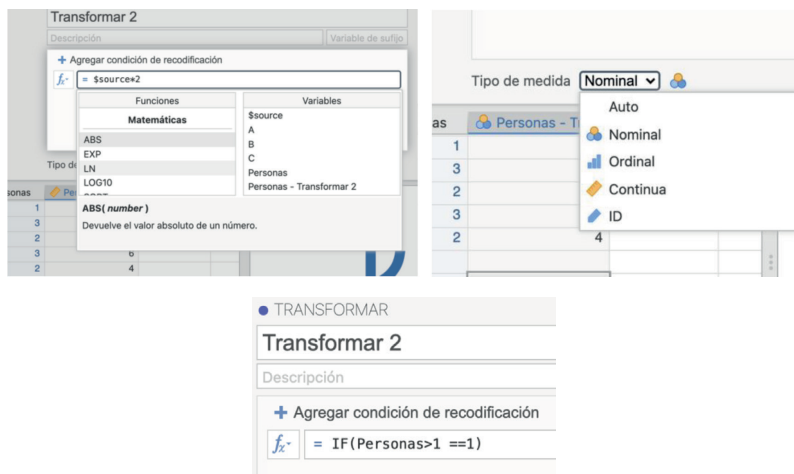 Transformar 2
Descripción
Variable de sufijo
+ Agregar condición de recodificación
fx = $source*2
Funciones
Variables
Matemáticas
ABS
EXP
LN
LOG10
$source
A
B
C
Personas
Personas - Transformar 2
ABS( number )
Devuelve el valor absoluto de un número.
Tipo de
sonas
Pe
1
3
2
3 6
2 4
Tipo de medida Nominal
Auto
Nominal
Ordinal
Continua
ID
as Personas - T
1
3
2
3
2 4
TRANSFORMAR
Transformar 2
Descripción
+ Agregar condición de recodificación
fx = IF(Personas>1 ==1)